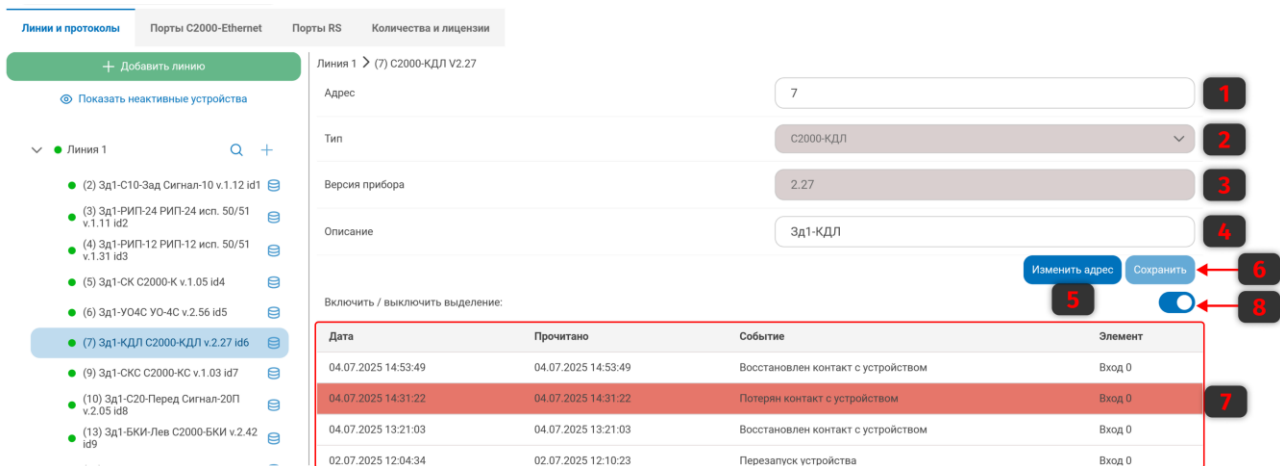 Линии и протоколы
Порты С2000-Ethernet
Порты RS
Количества и лицензии
+ Добавить линию
Показать неактивные устройства
Линия 1
(2) Зд1-С10-Зад Сигнал-10 v.1.12 id1
(3) Зд1-РИП-24 РИП-24 исп. 50/51
v.1.11 id2
(4) Зд1-РИП-12 РИП-12 исп. 50/51
v.1.31 id3
(5) Зд1-СК С2000-К v.1.05 id4
(6) Зд1-УО4С УО-4С v.2.56 id5
(7) Зд1-КДЛ С2000-КДЛ v.2.27 id6
(9) Зд1-СКС С2000-КС v.1.03 id7
(10) Зд1-С20-Перед Сигнал-20П
v.2.05 id8
(13) Зд1-БКИ-Лев С2000-БКИ v.2.42
id9
Линия 1 > (7) С2000-КДЛ V2.27
Адрес 7 1
Тип С2000-КДЛ 2
Версия прибора 2.27 3
Описание Зд1-КДЛ 4
Изменить адрес Сохранить 6
5
Включить / выключить выделение: 8
Дата Прочитано Событие Элемент
04.07.2025 14:53:49 04.07.2025 14:53:49 Восстановлен контакт с устройством Вход 0
04.07.2025 14:31:22 04.07.2025 14:31:22 Потерян контакт с устройством Вход 0 7
04.07.2025 13:21:03 04.07.2025 13:21:03 Восстановлен контакт с устройством Вход 0
02.07.2025 12:04:34 02.07.2025 12:10:23 Перезапуск устройства Вход 0